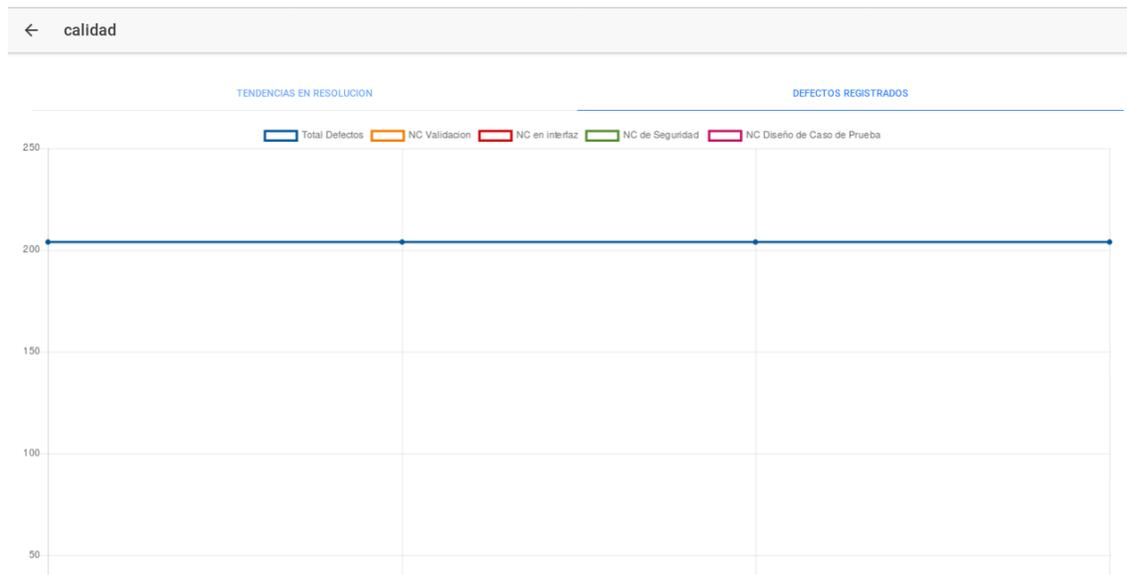 calidad
TENDENCIAS EN RESOLUCION
DEFECTOS REGISTRADOS
Total Defectos NC Validacion NC en interfaz NC de Seguridad NC Diseño de Caso de Prueba
250
200
150
100
50